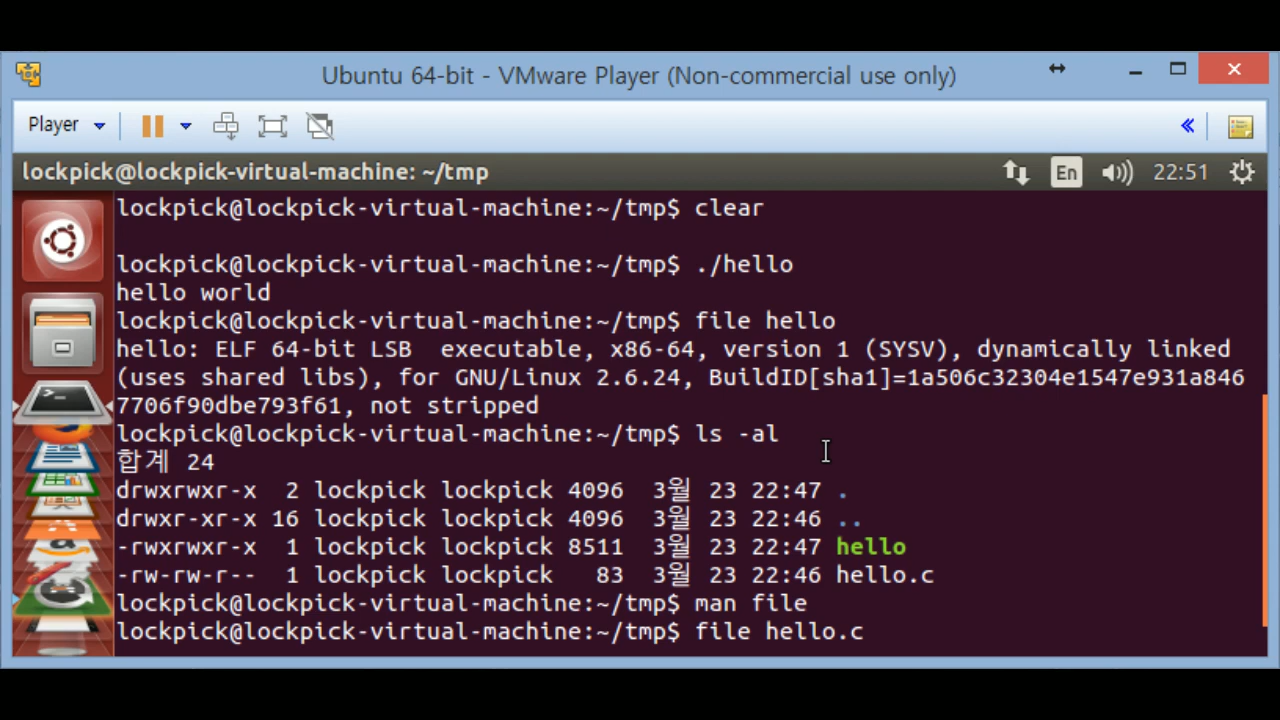 Ubuntu 64-bit - VMware Player (Non-commercial use only)
Player
lockpick@lockpick-virtual-machine: ~/tmp
En
22:51
lockpick@lockpick-virtual-machine:~/tmp$ clear
lockpick@lockpick-virtual-machine:~/tmp$ ./hello
hello world
lockpick@lockpick-virtual-machine:~/tmp$ file hello
hello: ELF 64-bit LSB  executable, x86-64, version 1 (SYSV), dynamically linked
(uses shared libs), for GNU/Linux 2.6.24, BuildID[sha1]=1a506c32304e1547e931a846
7706f90dbe793f61, not stripped
lockpick@lockpick-virtual-machine:~/tmp$ ls -al
합계 24
drwxrwxr-x  2 lockpick lockpick 4096  3월 23 22:47 .
drwxr-xr-x 16 lockpick lockpick 4096  3월 23 22:46 ..
-rwxrwxr-x  1 lockpick lockpick 8511  3월 23 22:47 hello
-rw-rw-r--  1 lockpick lockpick   83  3월 23 22:46 hello.c
lockpick@lockpick-virtual-machine:~/tmp$ man file
lockpick@lockpick-virtual-machine:~/tmp$ file hello.c